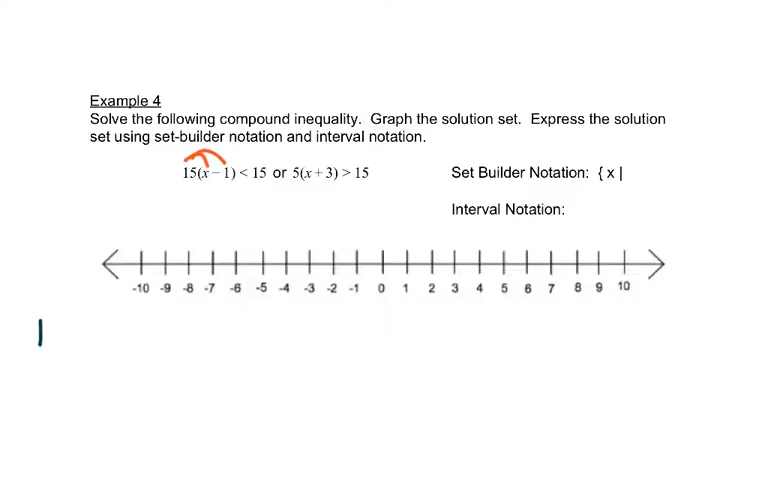 Example 4
Solve the following compound inequality. Graph the solution set. Express the solution
set using set-builder notation and interval notation.
15(x − 1) < 15 or 5(x + 3) > 15
Set Builder Notation: { x |
Interval Notation:
-10 -9 -8 -7 -6 -5 -4 -3 -2 -1 0 1 2 3 4 5 6 7 8 9 10